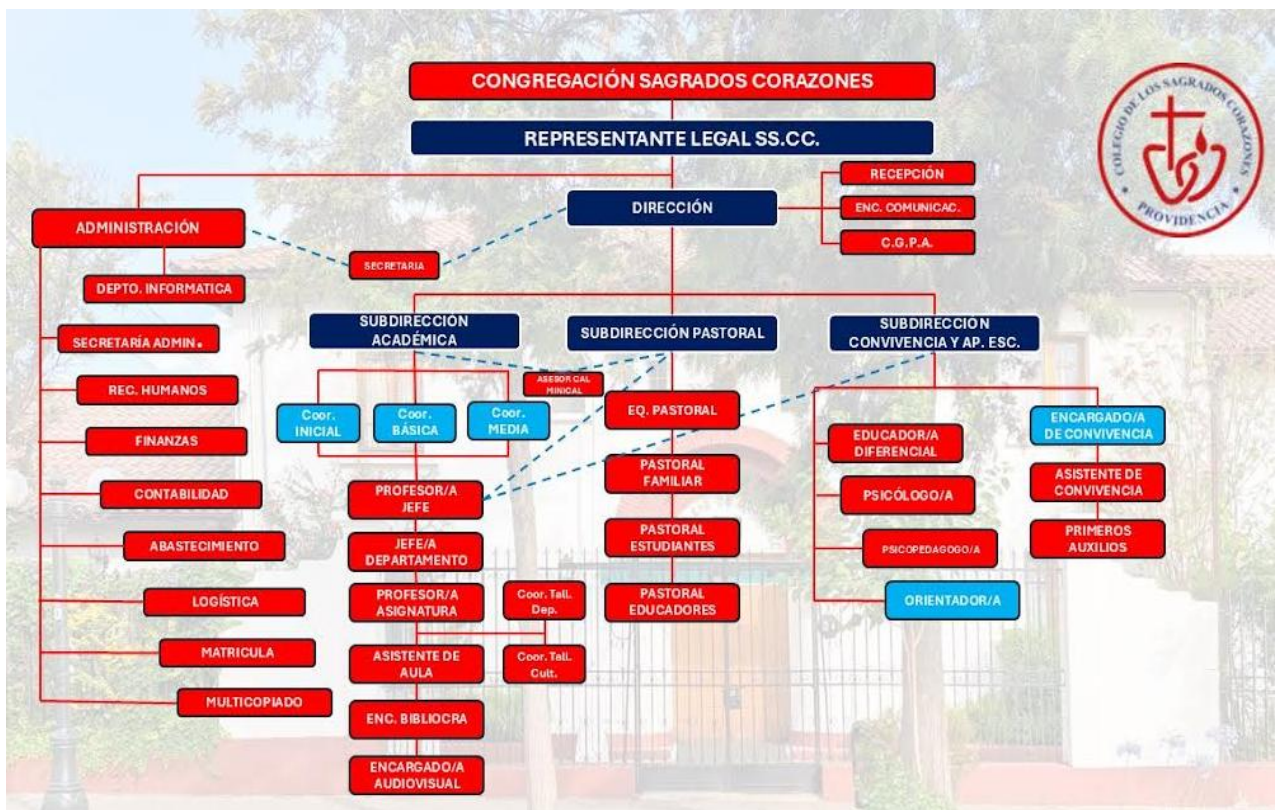 CONGREGACIÓN SAGRADOS CORAZONES
REPRESENTANTE LEGAL SS.CC.
COLEGIO DE LOS SAGRADOS CORAZONES
PROVIDENCIA
RECEPCIÓN
DIRECCIÓN
ENC. COMUNICAC.
C.G.P.A.
ADMINISTRACIÓN
SECRETARIA
DEPTO. INFORMATICA
SECRETARÍA ADMIN.
REC. HUMANOS
FINANZAS
CONTABILIDAD
ABASTECIMIENTO
LOGÍSTICA
MATRICULA
MULTICOPIADO
SUBDIRECCIÓN
ACADÉMICA
SUBDIRECCIÓN PASTORAL
SUBDIRECCIÓN
CONVIVENCIA Y AP. ESC.
ASESOR CAL
MINICAL
Coor.
INICIAL
Coor.
BÁSICA
Coor.
MEDIA
PROFESOR/A
JEFE
JEFE/A
DEPARTAMENTO
PROFESOR/A
ASIGNATURA
Coor. Tall.
Dep.
ASISTENTE DE
AULA
Coor. Tall.
Cult.
ENC. BIBLIOCRA
ENCARGADO/A
AUDIOVISUAL
EQ. PASTORAL
PASTORAL
FAMILIAR
PASTORAL
ESTUDIANTES
PASTORAL
EDUCADORES
EDUCADOR/A
DIFERENCIAL
PSICÓLOGO/A
PSICOPEDAGOGO/A
ORIENTADOR/A
ENCARGADO/A
DE CONVIVENCIA
ASISTENTE DE
CONVIVENCIA
PRIMEROS
AUXILIOS